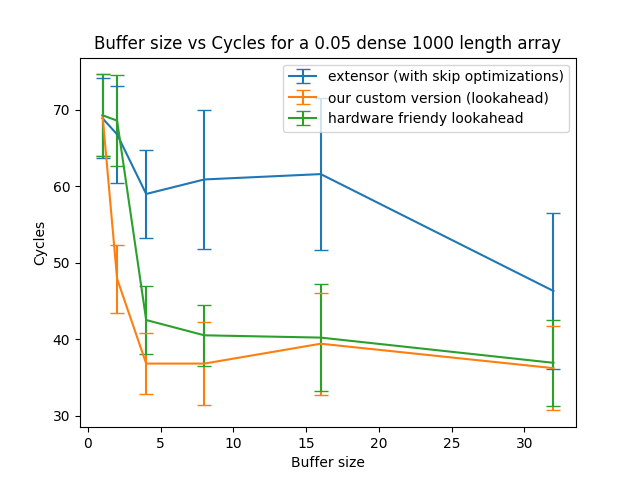 Buffer size vs Cycles for a 0.05 dense 1000 length array
extensor (with skip optimizations)
our custom version (lookahead)
hardware friendy lookahead
Cycles
70
60
50
40
30
0 5 10 15 20 25 30
Buffer size